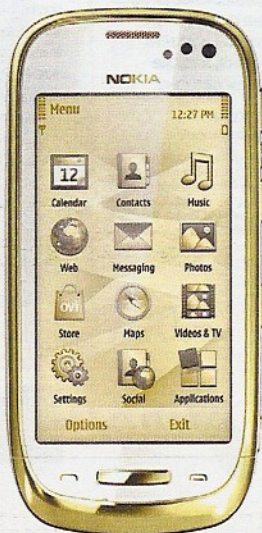 NOKIA
Menu 12:27 PM
12
Calendar Contacts Music
Web Messaging Photos
ovi
Store Maps Videos & TV
Settings Social Applications
Options Exit